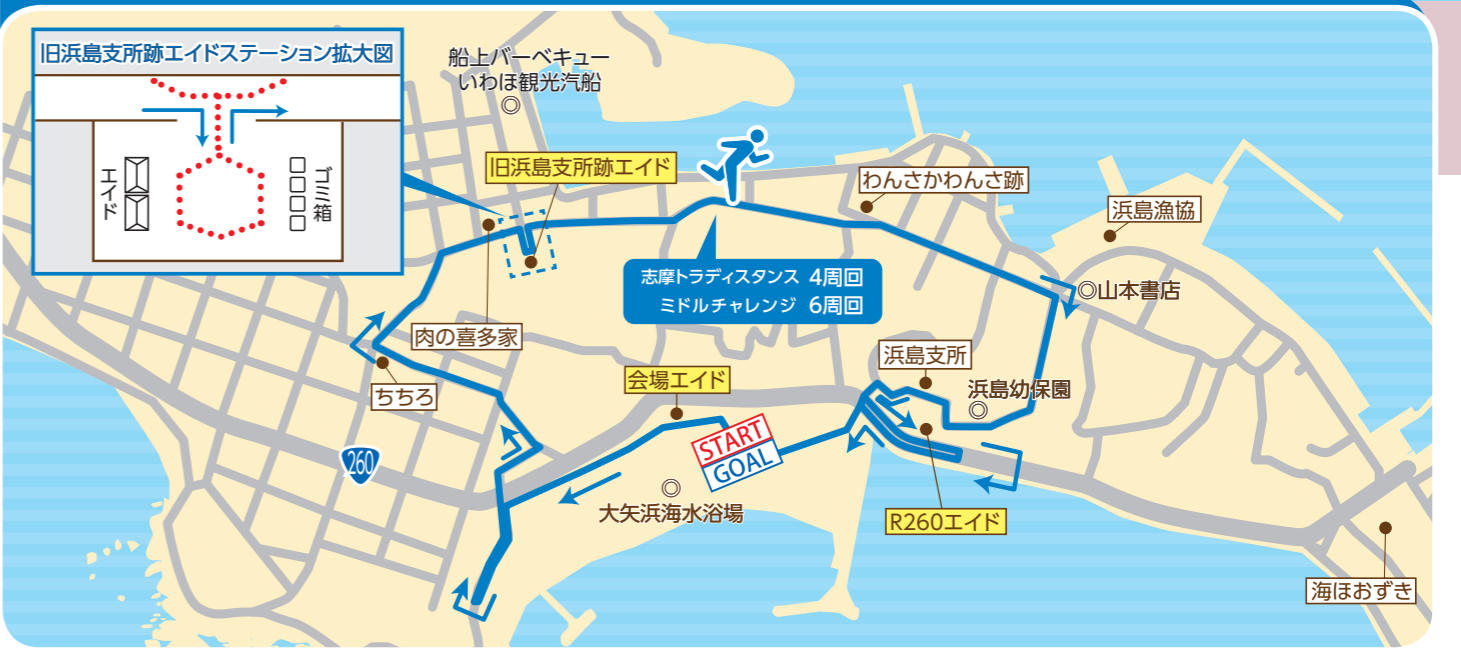 旧浜島支所跡エイドステーション拡大図
エイド
ゴミ箱
船上バーベキュー
いわほ観光汽船
旧浜島支所跡エイド
わんさかわんさ跡
浜島漁協
志摩トラディスタンス 4周回
ミドルチャレンジ 6周回
山本書店
肉の喜多家
浜島支所
会場エイド
浜島幼保園
ちちろ
START
GOAL
260
大矢浜海水浴場
R260エイド
海ほおずき